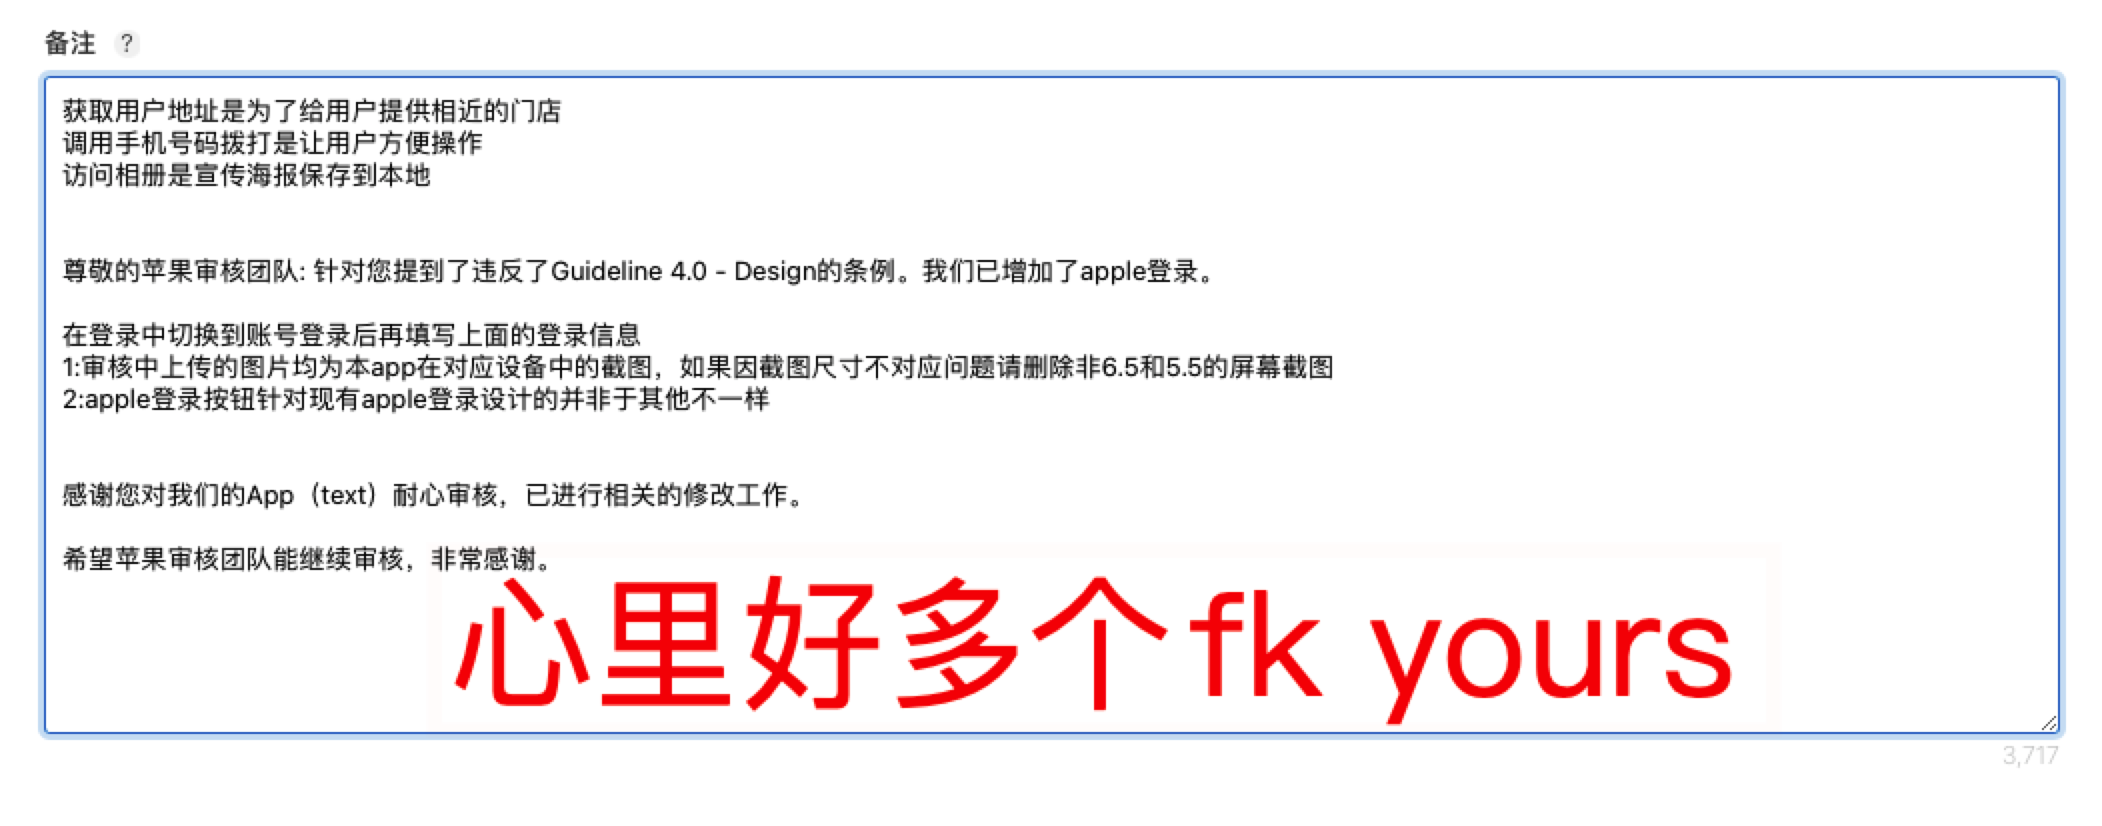 备注 ?
获取用户地址是为了给用户提供相近的门店
调用手机号码拨打是让用户方便操作
访问相册是宣传海报保存到本地
尊敬的苹果审核团队: 针对您提到了违反了Guideline 4.0 - Design的条例。我们已增加了apple登录。
在登录中切换到账号登录后再填写上面的登录信息
1:审核中上传的图片均为本app在对应设备中的截图，如果因截图尺寸不对应问题请删除非6.5和5.5的屏幕截图
2:apple登录按钮针对现有apple登录设计的并非于其他不一样
感谢您对我们的App（text）耐心审核，已进行相关的修改工作。
希望苹果审核团队能继续审核，非常感谢。
心里好多个fk yours
3,717